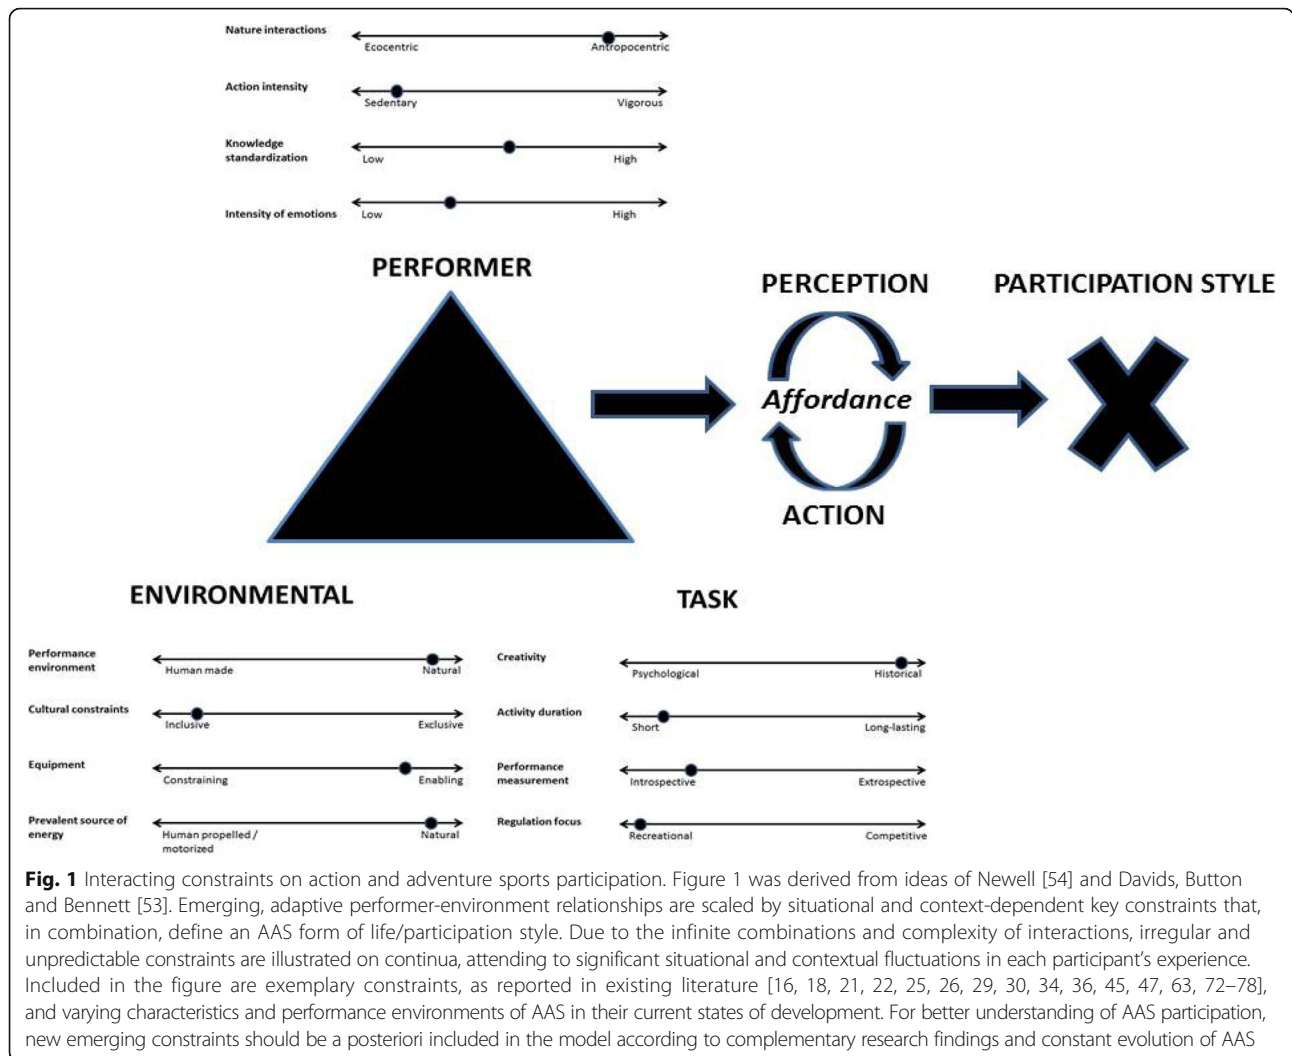 Nature interactions
Ecocentric
Antropocentric
Action intensity
Sedentary
Vigorous
Knowledge
standardization
Low
High
Intensity of emotions
Low
High
PERFORMER
PERCEPTION
PARTICIPATION STYLE
Affordance
ACTION
ENVIRONMENTAL
TASK
Performance
environment
Human made
Natural
Cultural constraints
Inclusive
Exclusive
Equipment
Constraining
Enabling
Prevalent source of
energy
Human propelled /
motorized
Natural
Creativity
Psychological
Historical
Activity duration
Short
Long-lasting
Performance
measurement
Introspective
Extrospective
Regulation focus
Recreational
Competitive
Fig. 1 Interacting constraints on action and adventure sports participation. Figure 1 was derived from ideas of Newell [54] and Davids, Button
and Bennett [53]. Emerging, adaptive performer-environment relationships are scaled by situational and context-dependent key constraints that,
in combination, define an AAS form of life/participation style. Due to the infinite combinations and complexity of interactions, irregular and
unpredictable constraints are illustrated on continua, attending to significant situational and contextual fluctuations in each participant's experience.
Included in the figure are exemplary constraints, as reported in existing literature [16, 18, 21, 22, 25, 26, 29, 30, 34, 36, 45, 47, 63, 72–78],
and varying characteristics and performance environments of AAS in their current states of development. For better understanding of AAS participation,
new emerging constraints should be a posteriori included in the model according to complementary research findings and constant evolution of AAS